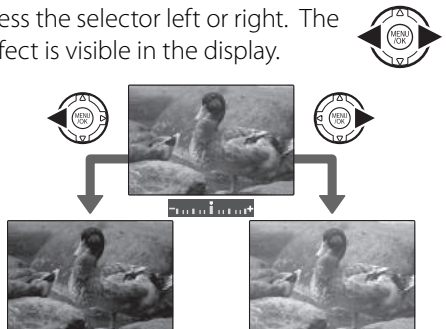 ess the selector left or right. The
fect is visible in the display.
MENU
/OK
MENU
/OK
MENU
/OK
- +